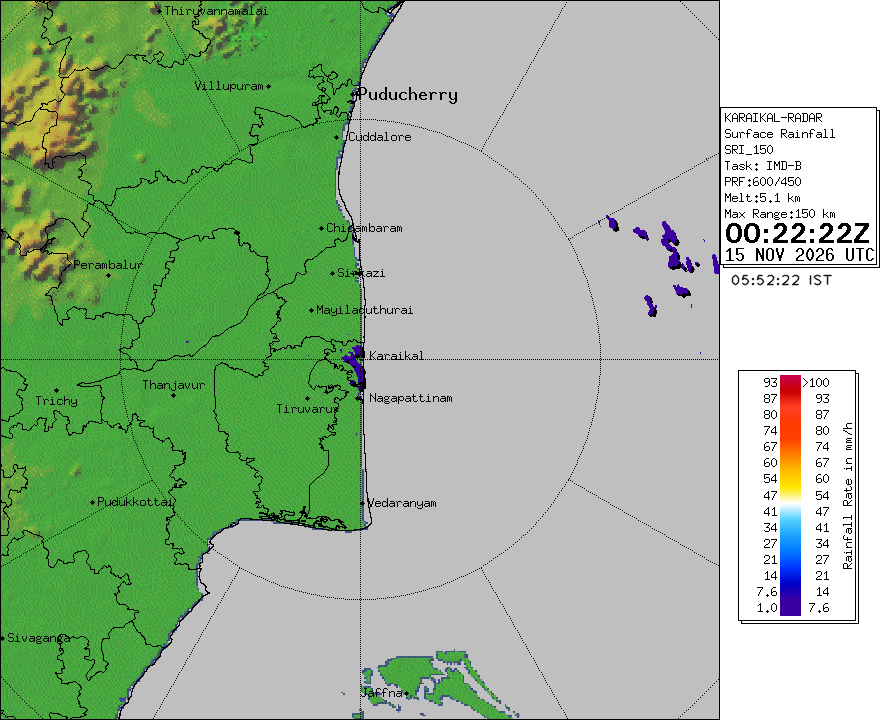 Thiruvannamalai
Villupuram
Puducherry
Cuddalore
Chidambaram
Perambalur
Sirkazi
Mayiladuthurai
Karaikal
Thanjavur
Trichy
Tiruvarur
Nagapattinam
Pudukkottai
Vedaranyam
Sivaganga
Jaffna
KARAIKAL-RADAR
Surface Rainfall
SRI_150
Task: IMD-B
PRF:600/450
Melt:5.1 km
Max Range:150 km
00:22:22Z
15 NOV 2026 UTC
05:52:22 IST
93 >100
87 93
80 87
74 80
67 74
60 67
54 60
47 54
41 47
34 41
27 34
21 27
14 21
7.6 14
1.0 7.6
Rainfall Rate in mm/h